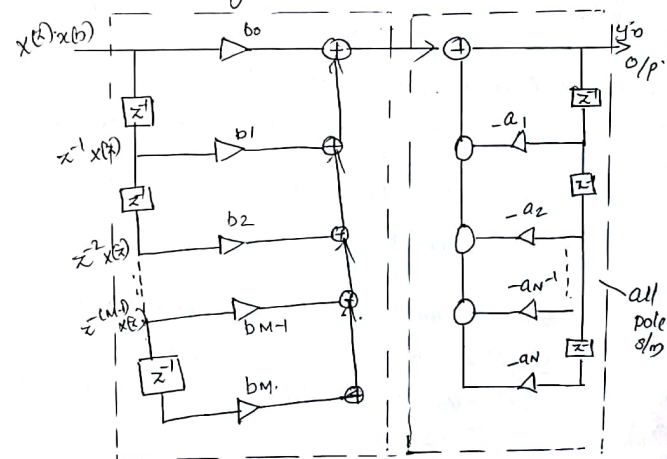 b0
X(z)·x(n)
y(n)
O/p.
z⁻¹
z⁻¹
z⁻¹ X(z)
b1
-a1
z⁻¹
z⁻¹
b2
-a2
z⁻² X(z)
z⁻(M-1) X(z)
bM-1
-aN-1
all
pole
s/m
z⁻¹
z⁻¹
bM.
-aN